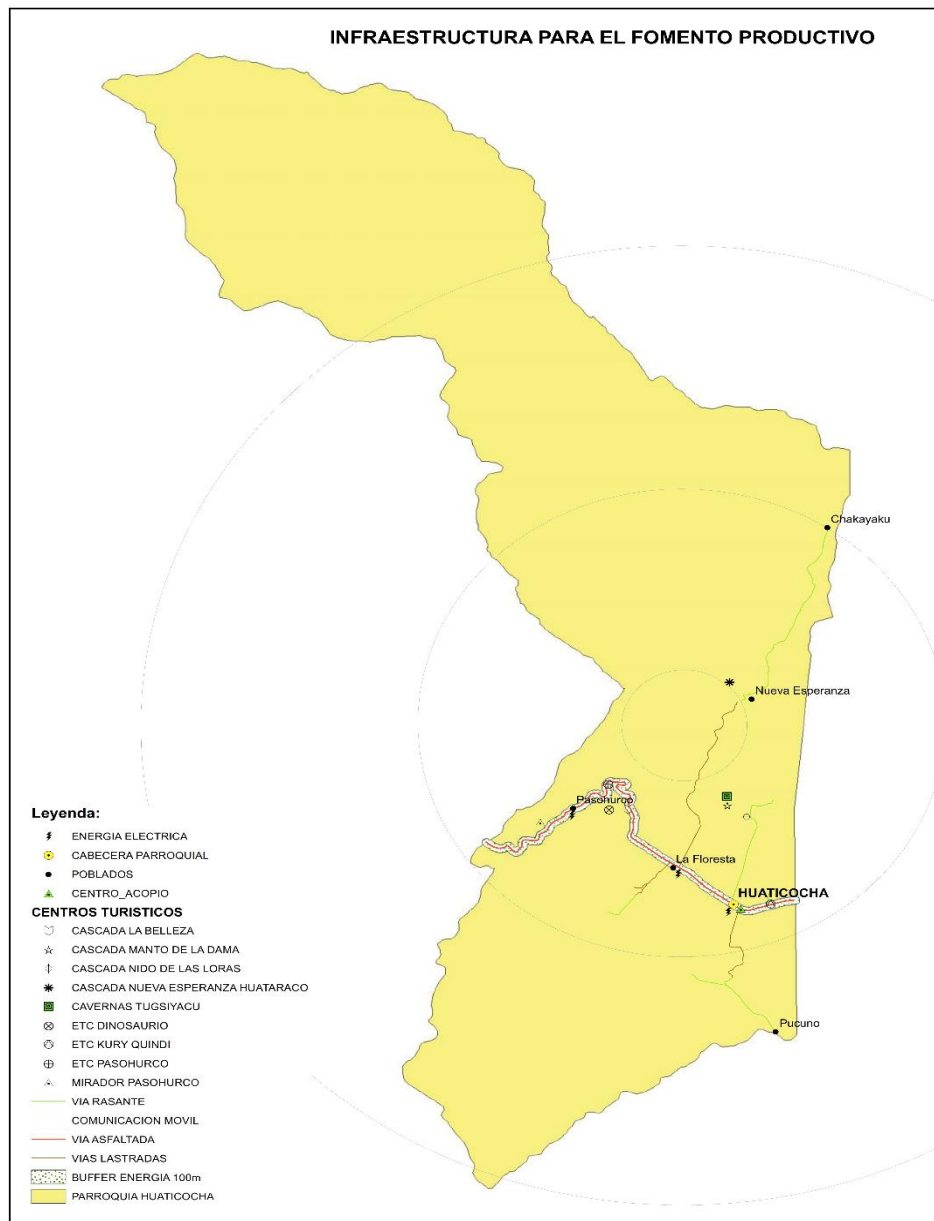 INFRAESTRUCTURA PARA EL FOMENTO PRODUCTIVO
Chakayaku
Nueva Esperanza
Pasohurco
La Floresta
HUATICOCHA
Pucuno
Leyenda:
ENERGIA ELECTRICA
CABECERA PARROQUIAL
POBLADOS
CENTRO_ACOPIO
CENTROS TURISTICOS
CASCADA LA BELLEZA
CASCADA MANTO DE LA DAMA
CASCADA NIDO DE LAS LORAS
CASCADA NUEVA ESPERANZA HUATARACO
CAVERNAS TUGSIYACU
ETC DINOSAURIO
ETC KURY QUINDI
ETC PASOHURCO
MIRADOR PASOHURCO
VIA RASANTE
COMUNICACION MOVIL
VIA ASFALTADA
VIAS LASTRADAS
BUFFER ENERGIA 100m
PARROQUIA HUATICOCHA